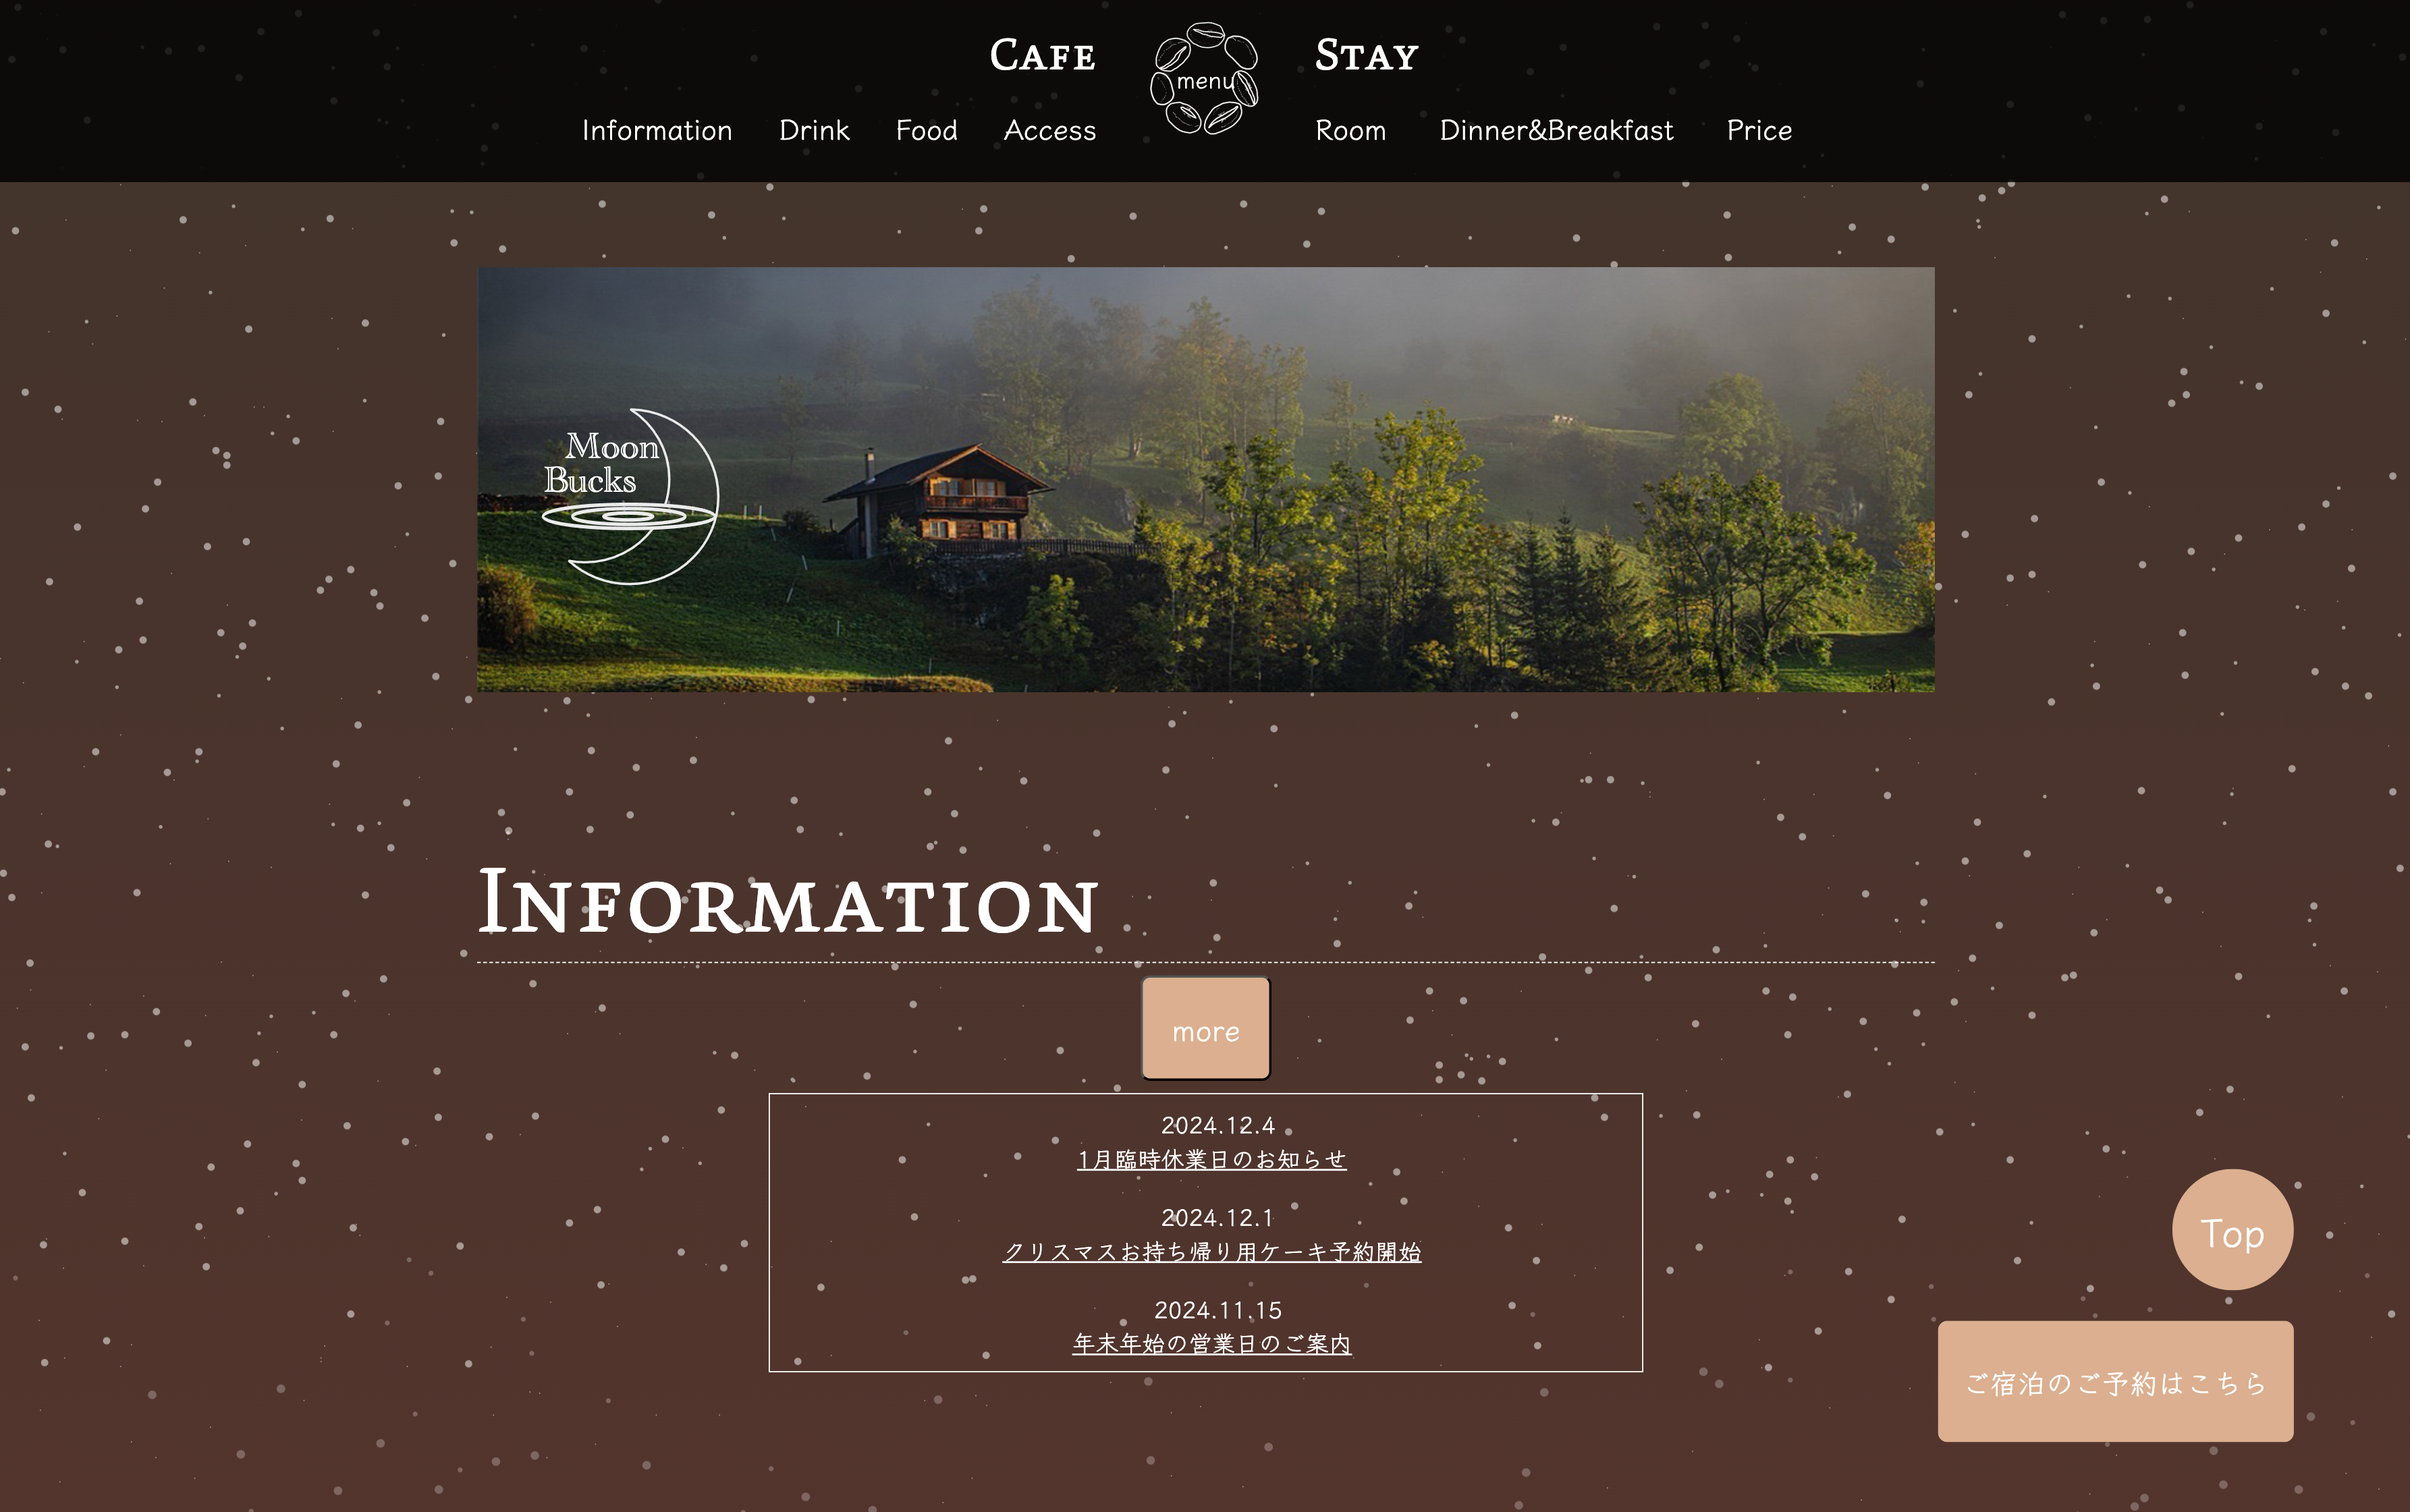 Cafe
Stay
menu
Information Drink Food Access
Room Dinner&Breakfast Price
Moon
Bucks
Information
more
2024.12.4
1月臨時休業日のお知らせ
2024.12.1
クリスマスお持ち帰り用ケーキ予約開始
2024.11.15
年末年始の営業日のご案内
Top
ご宿泊のご予約はこちら